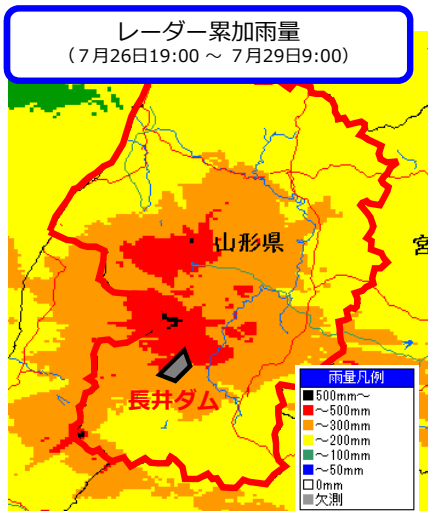 レーダー累加雨量
（７月26日19:00 ～ ７月29日9:00）
山形県
宮
長井ダム
雨量凡例
500mm～
～500mm
～300mm
～200mm
～100mm
～50mm
0mm
欠測